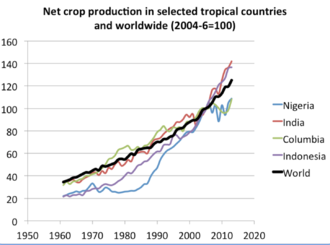 Net crop production in selected tropical countries
and worldwide (2004-6=100)
160
140
120
100
80
60
40
20
0
1950 1960 1970 1980 1990 2000 2010 2020
Nigeria
India
Columbia
Indonesia
World